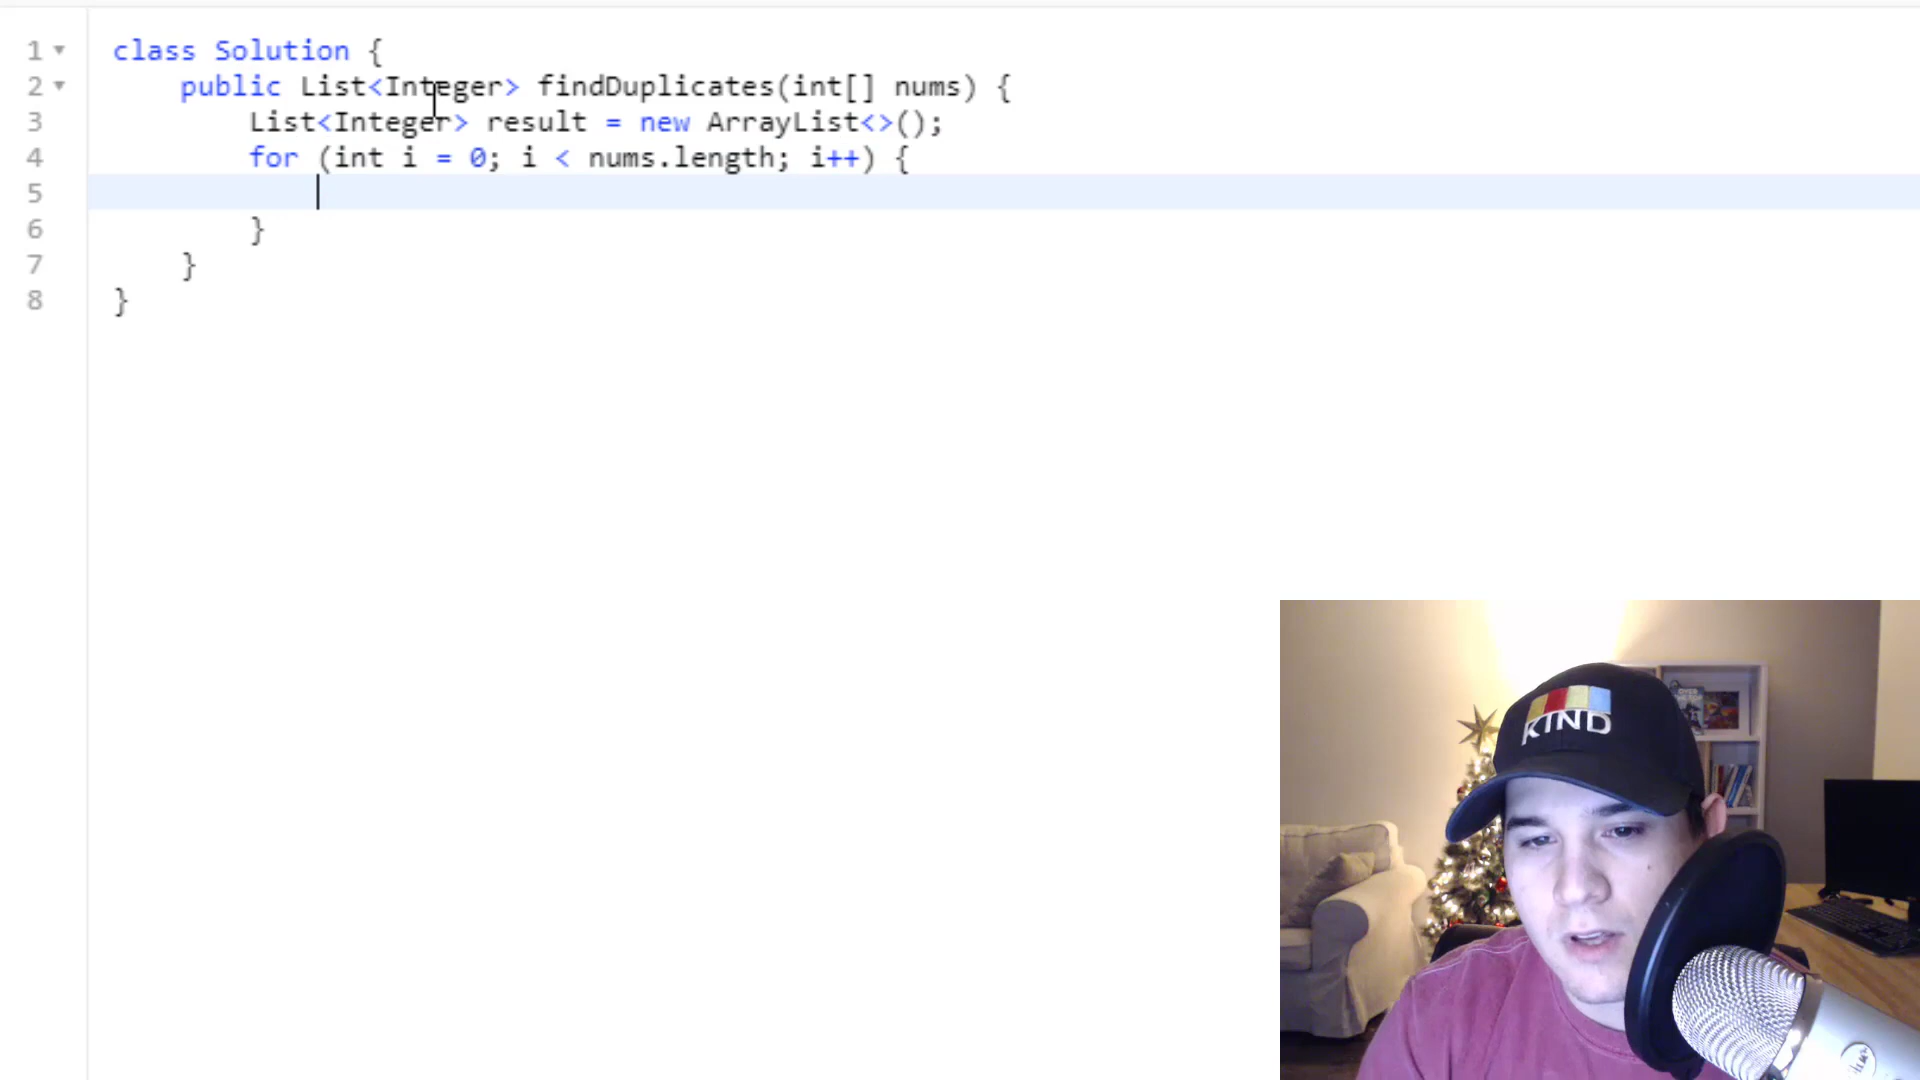 1 class Solution {
2 public List<Integer> findDuplicates(int[] nums) {
3 List<Integer> result = new ArrayList<>();
4 for (int i = 0; i < nums.length; i++) {
5
6 }
7 }
8 }
KIND